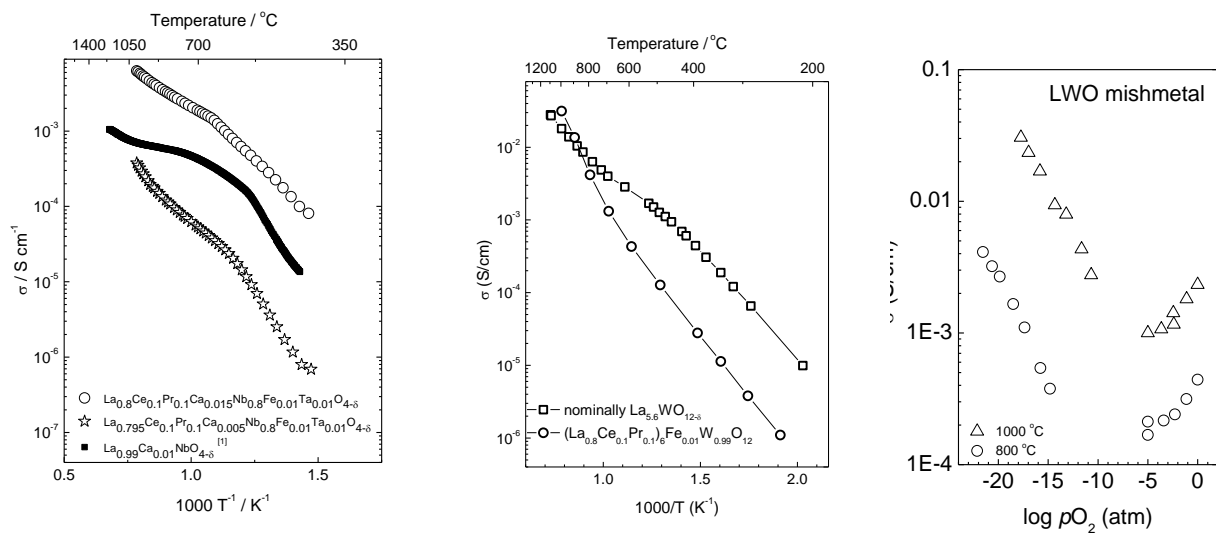 Temperature / °C
1400 1050 700 350
10⁻³
10⁻⁴
10⁻⁵
10⁻⁶
10⁻⁷
σ / S cm⁻¹
La₀.₈Ce₀.₁Pr₀.₁Ca₀.₀₁₅Nb₀.₈Fe₀.₀₁Ta₀.₀₁O₄₋δ
La₀.₇₉₅Ce₀.₁Pr₀.₁Ca₀.₀₀₅Nb₀.₈Fe₀.₀₁Ta₀.₀₁O₄₋δ
La₀.₉₉Ca₀.₀₁NbO₄₋δ [1]
0.5 1.0 1.5
1000 T⁻¹ / K⁻¹
Temperature / °C
1200 1000 800 600 400 200
10⁻²
10⁻³
10⁻⁴
10⁻⁵
10⁻⁶
σ (S/cm)
nominally La₅.₆WO₁₂₋δ
(La₀.₈Ce₀.₁Pr₀.₁)₆Fe₀.₀₁W₀.₉₉O₁₂
1.0 1.5 2.0
1000/T (K⁻¹)
LWO mishmetal
0.1
0.01
1E-3
1E-4
1000 °C
800 °C
-20 -15 -10 -5 0
log pO₂ (atm)